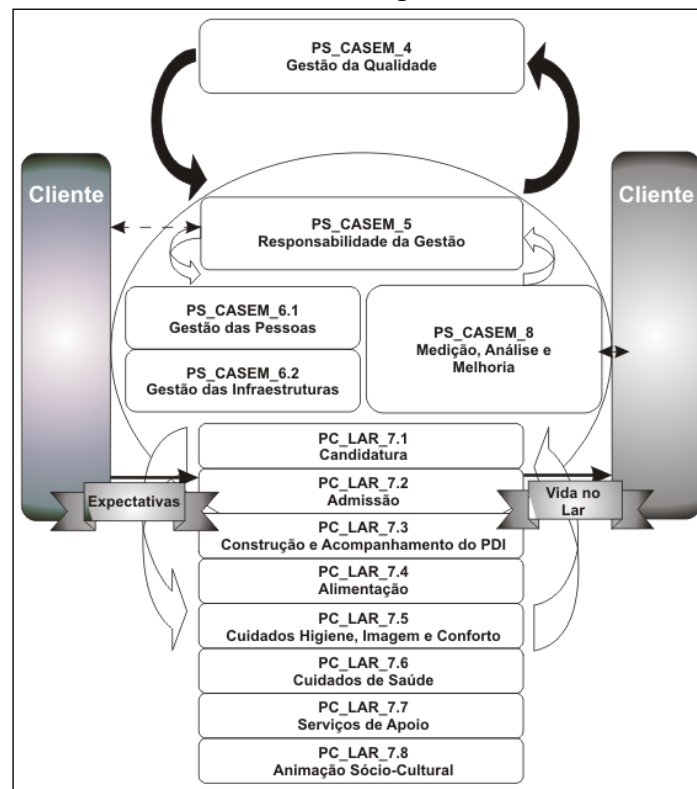 PS_CASEM_4
Gestão da Qualidade
Cliente
Cliente
PS_CASEM_5
Responsabilidade da Gestão
PS_CASEM_6.1
Gestão das Pessoas
PS_CASEM_6.2
Gestão das Infraestruturas
PS_CASEM_8
Medição, Análise e
Melhoria
PC_LAR_7.1
Candidatura
PC_LAR_7.2
Admissão
Expectativas
Vida no
Lar
PC_LAR_7.3
Construção e Acompanhamento do PDI
PC_LAR_7.4
Alimentação
PC_LAR_7.5
Cuidados Higiene, Imagem e Conforto
PC_LAR_7.6
Cuidados de Saúde
PC_LAR_7.7
Serviços de Apoio
PC_LAR_7.8
Animação Sócio-Cultural